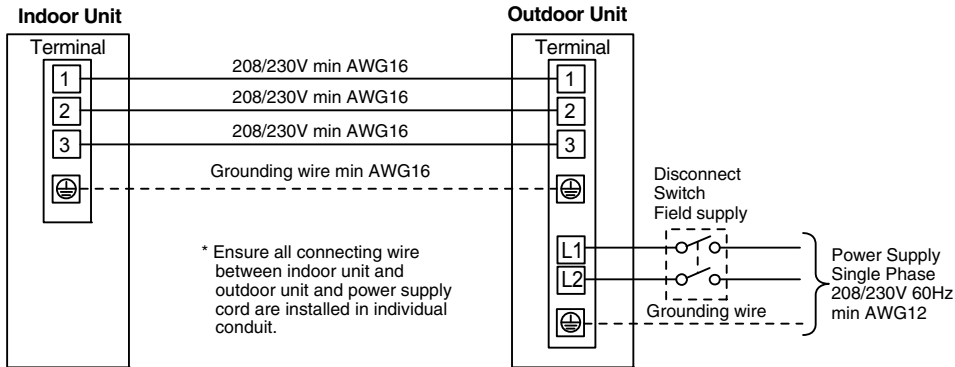 Indoor Unit
Outdoor Unit
Terminal
Terminal
1
208/230V min AWG16
1
2
208/230V min AWG16
2
3
208/230V min AWG16
3
Grounding wire min AWG16
Disconnect
Switch
Field supply
* Ensure all connecting wire
between indoor unit and
outdoor unit and power supply
cord are installed in individual
conduit.
L1
L2
Grounding wire
Power Supply
Single Phase
208/230V 60Hz
min AWG12